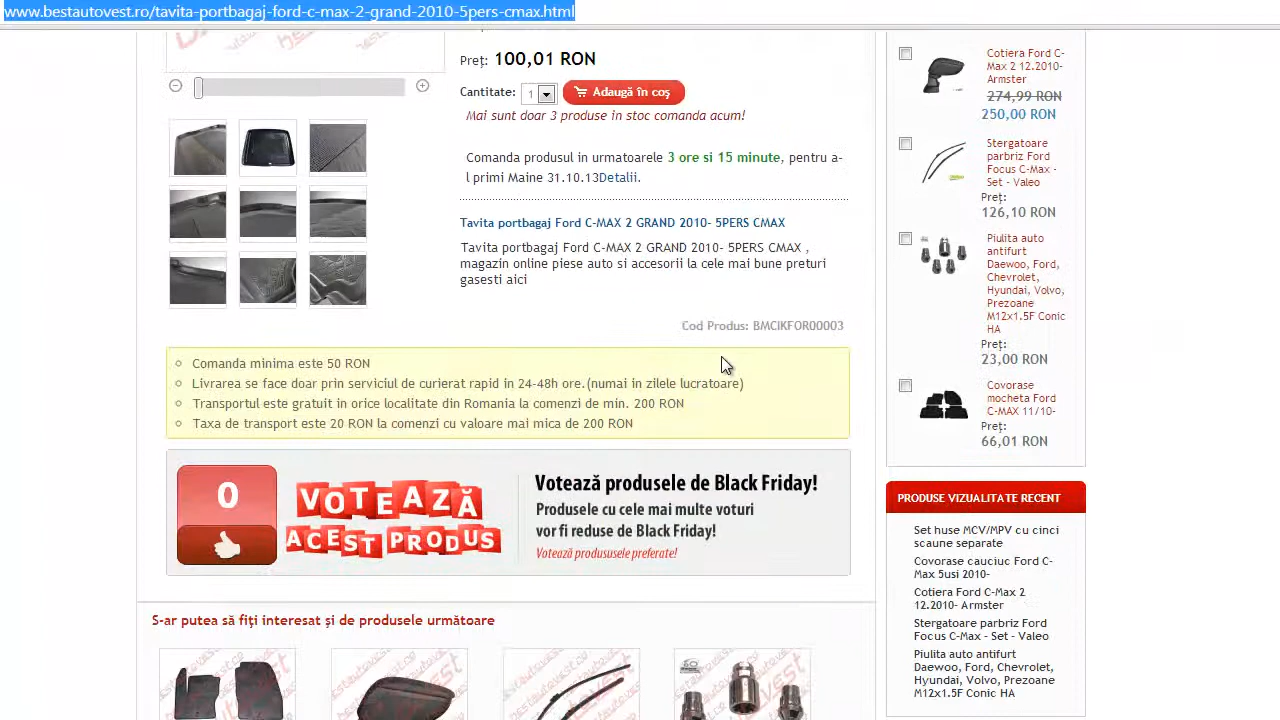 www.bestautovest.ro/tavita-portbagaj-ford-c-max-2-grand-2010-5pers-cmax.html
Preț: 100,01 RON
Cantitate: 1 Adaugă în coș
Mai sunt doar 3 produse in stoc comanda acum!
Comanda produsul in urmatoarele 3 ore si 15 minute, pentru a-
l primi Maine 31.10.13Detalii.
Tavita portbagaj Ford C-MAX 2 GRAND 2010- 5PERS CMAX
Tavita portbagaj Ford C-MAX 2 GRAND 2010- 5PERS CMAX ,
magazin online piese auto si accesorii la cele mai bune preturi
gasesti aici
Cod Produs: BMCIKFOR00003
Comanda minima este 50 RON
Livrarea se face doar prin serviciul de curierat rapid in 24-48h ore.(numai in zilele lucratoare)
Transportul este gratuit in orice localitate din Romania la comenzi de min. 200 RON
Taxa de transport este 20 RON la comenzi cu valoare mai mica de 200 RON
0
VOTEAZĂ
ACEST PRODUS
Votează produsele de Black Friday!
Produsele cu cele mai multe voturi
vor fi reduse de Black Friday!
Votează prodususele preferate!
S-ar putea să fiți interesat și de produsele următoare
Cotiera Ford C-
Max 2 12.2010-
Armster
274,99 RON
250,00 RON
Stergatoare
parbriz Ford
Focus C-Max -
Set - Valeo
Preț:
126,10 RON
Piulita auto
antifurt
Daewoo, Ford,
Chevrolet,
Hyundai, Volvo,
Prezoane
M12x1.5F Conic
HA
Preț:
23,00 RON
Covorase
mocheta Ford
C-MAX 11/10-
Preț:
66,01 RON
PRODUSE VIZUALITATE RECENT
Set huse MCV/MPV cu cinci
scaune separate
Covorase cauciuc Ford C-
Max 5usi 2010-
Cotiera Ford C-Max 2
12.2010- Armster
Stergatoare parbriz Ford
Focus C-Max - Set - Valeo
Piulita auto antifurt
Daewoo, Ford, Chevrolet,
Hyundai, Volvo, Prezoane
M12x1.5F Conic HA